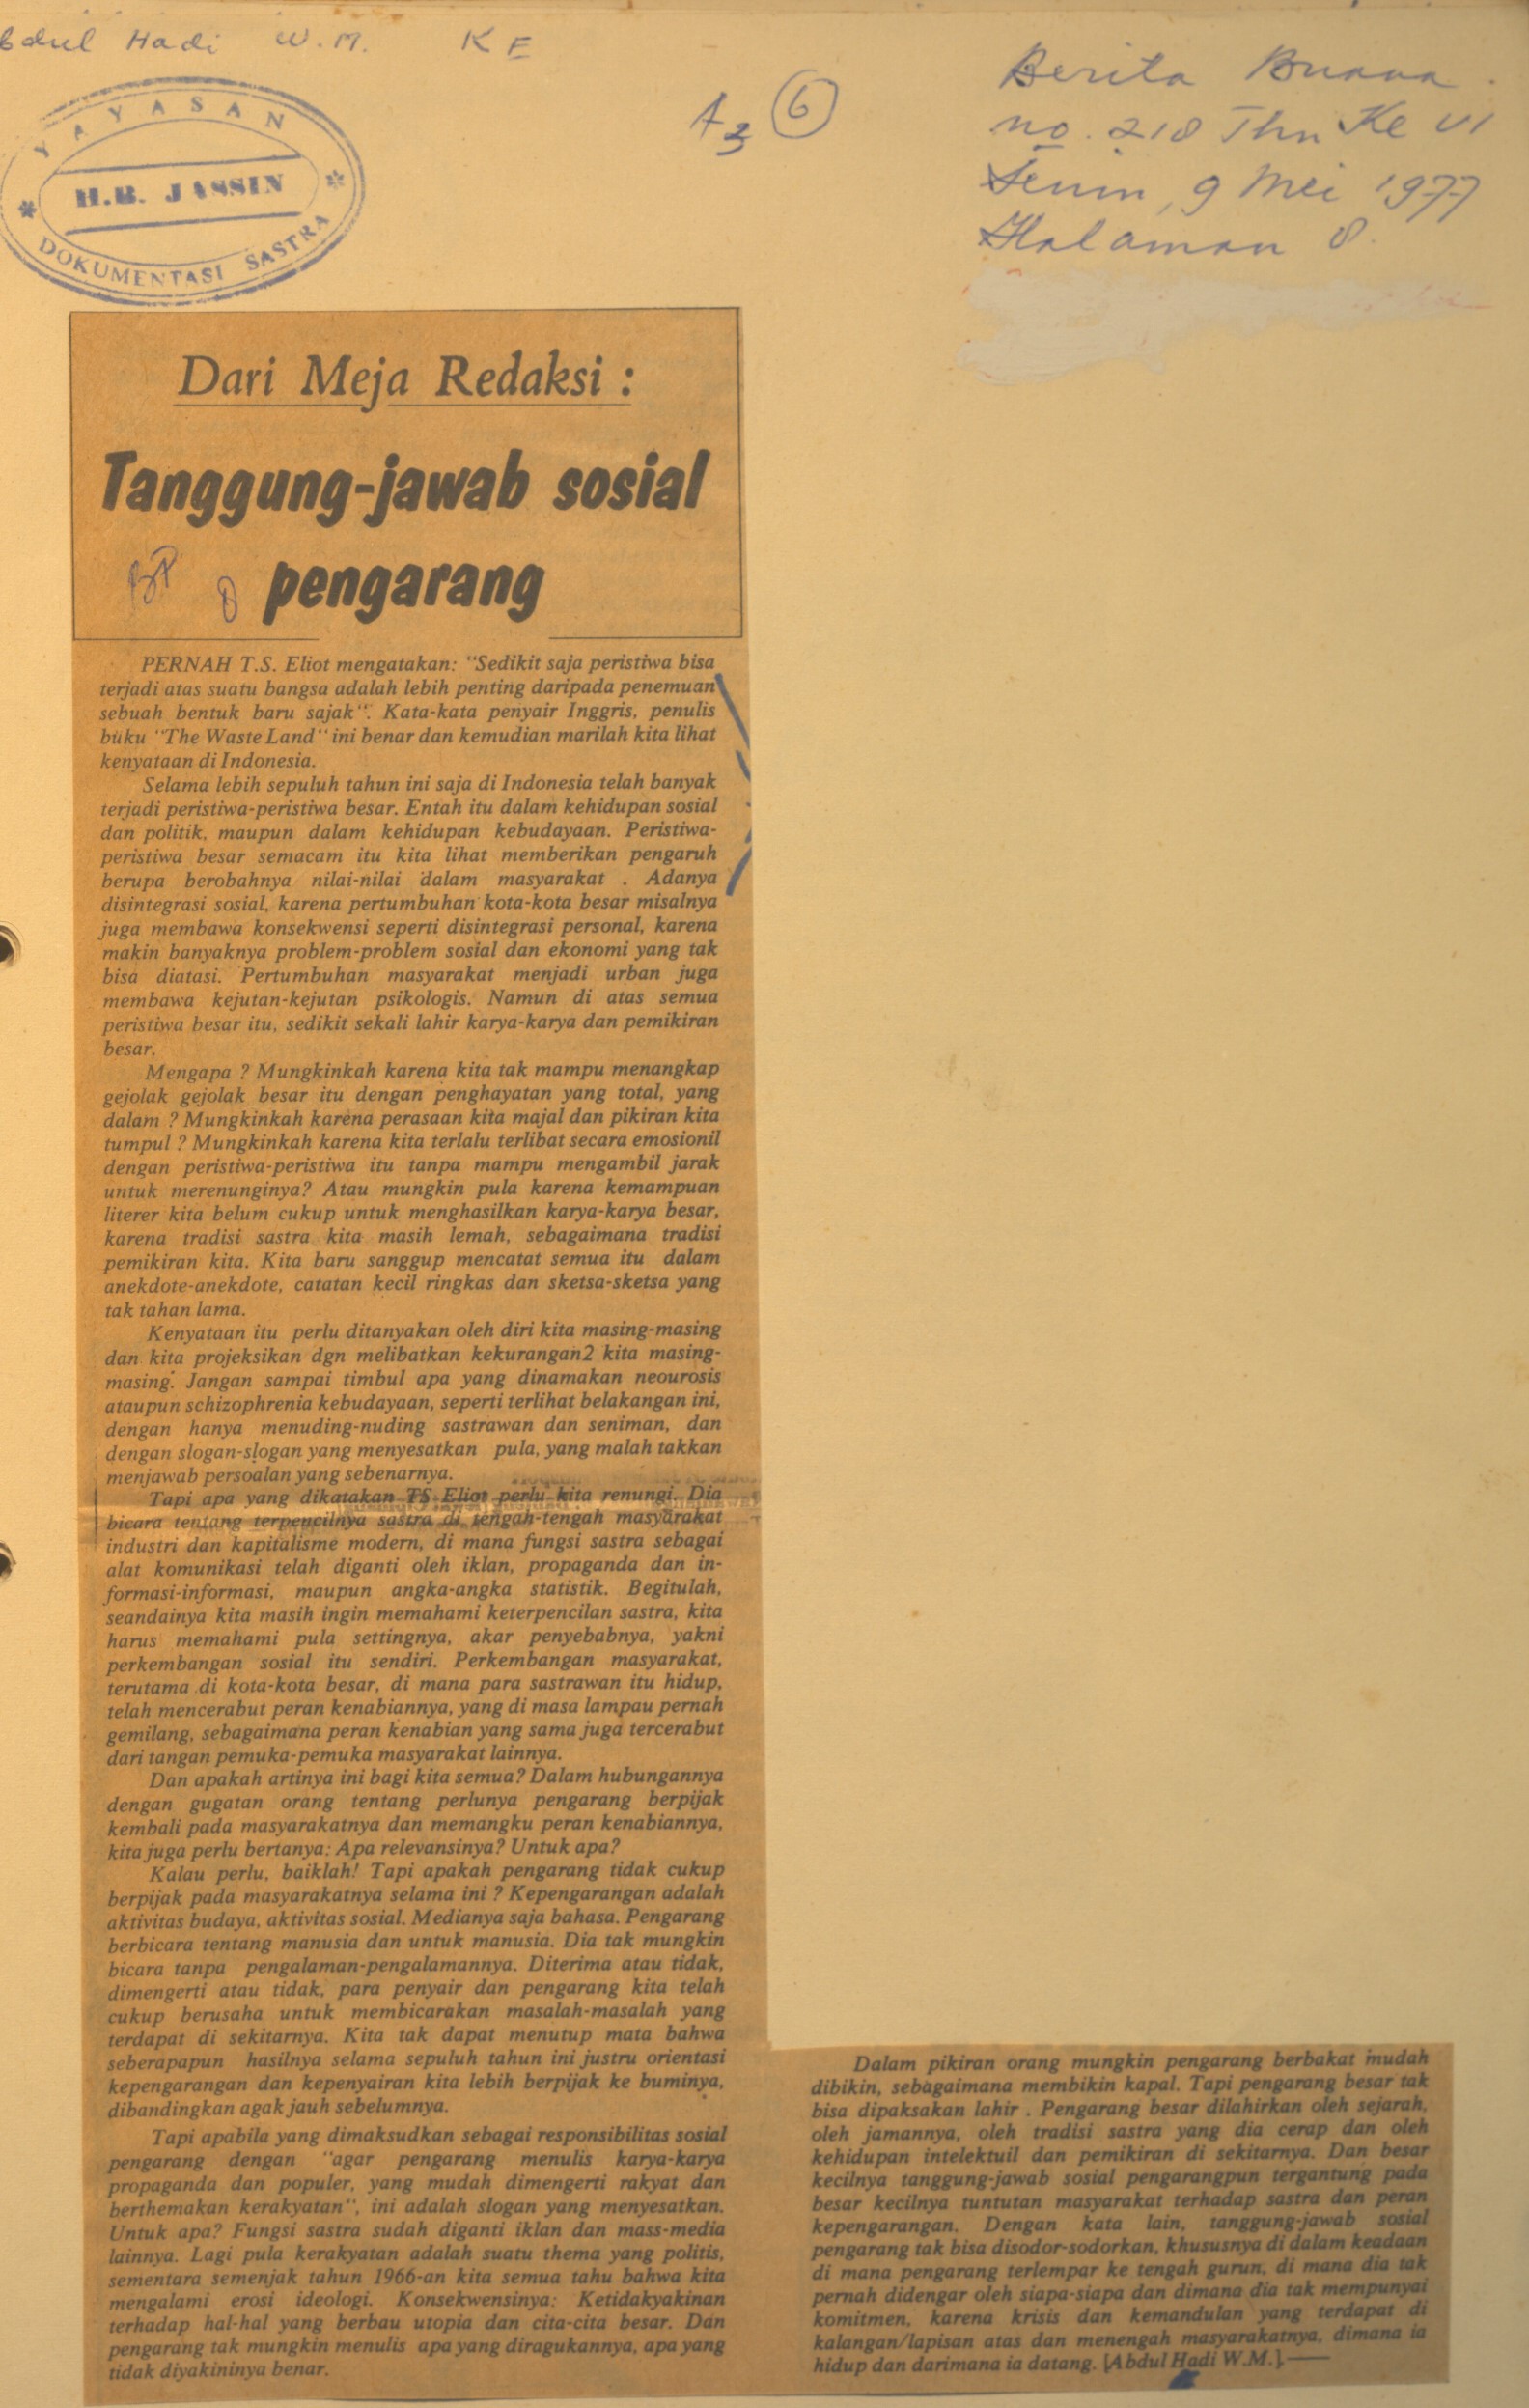 Abdul Hadi W.M. KE
A3 6
Berita Buana.
no. 218 Thn Ke VI
Senin, 9 Mei 1977
Halaman 8.
YAYASAN
H.B. JASSIN
DOKUMENTASI SASTRA
Dari Meja Redaksi :
Tanggung-jawab sosial
pengarang
PERNAH T.S. Eliot mengatakan: "Sedikit saja peristiwa bisa
terjadi atas suatu bangsa adalah lebih penting daripada penemuan
sebuah bentuk baru sajak". Kata-kata penyair Inggris, penulis
buku "The Waste Land" ini benar dan kemudian marilah kita lihat
kenyataan di Indonesia.
Selama lebih sepuluh tahun ini saja di Indonesia telah banyak
terjadi peristiwa-peristiwa besar. Entah itu dalam kehidupan sosial
dan politik, maupun dalam kehidupan kebudayaan. Peristiwa-
peristiwa besar semacam itu kita lihat memberikan pengaruh
berupa berobahnya nilai-nilai dalam masyarakat . Adanya
disintegrasi sosial, karena pertumbuhan kota-kota besar misalnya
juga membawa konsekwensi seperti disintegrasi personal, karena
makin banyaknya problem-problem sosial dan ekonomi yang tak
bisa diatasi. Pertumbuhan masyarakat menjadi urban juga
membawa kejutan-kejutan psikologis. Namun di atas semua
peristiwa besar itu, sedikit sekali lahir karya-karya dan pemikiran
besar.
Mengapa ? Mungkinkah karena kita tak mampu menangkap
gejolak gejolak besar itu dengan penghayatan yang total, yang
dalam ? Mungkinkah karena perasaan kita majal dan pikiran kita
tumpul ? Mungkinkah karena kita terlalu terlibat secara emosionil
dengan peristiwa-peristiwa itu tanpa mampu mengambil jarak
untuk merenunginya? Atau mungkin pula karena kemampuan
literer kita belum cukup untuk menghasilkan karya-karya besar,
karena tradisi sastra kita masih lemah, sebagaimana tradisi
pemikiran kita. Kita baru sanggup mencatat semua itu dalam
anekdote-anekdote, catatan kecil ringkas dan sketsa-sketsa yang
tak tahan lama.
Kenyataan itu perlu ditanyakan oleh diri kita masing-masing
dan kita projeksikan dgn melibatkan kekurangan2 kita masing-
masing. Jangan sampai timbul apa yang dinamakan neourosis
ataupun schizophrenia kebudayaan, seperti terlihat belakangan ini,
dengan hanya menuding-nuding sastrawan dan seniman, dan
dengan slogan-slogan yang menyesatkan pula, yang malah takkan
menjawab persoalan yang sebenarnya.
Tapi apa yang dikatakan TS Eliot perlu kita renungi. Dia
bicara tentang terpencilnya sastra di tengah-tengah masyarakat
industri dan kapitalisme modern, di mana fungsi sastra sebagai
alat komunikasi telah diganti oleh iklan, propaganda dan in-
formasi-informasi, maupun angka-angka statistik. Begitulah,
seandainya kita masih ingin memahami keterpencilan sastra, kita
harus memahami pula settingnya, akar penyebabnya, yakni
perkembangan sosial itu sendiri. Perkembangan masyarakat,
terutama di kota-kota besar, di mana para sastrawan itu hidup,
telah mencerabut peran kenabiannya, yang di masa lampau pernah
gemilang, sebagaimana peran kenabian yang sama juga tercerabut
dari tangan pemuka-pemuka masyarakat lainnya.
Dan apakah artinya ini bagi kita semua? Dalam hubungannya
dengan gugatan orang tentang perlunya pengarang berpijak
kembali pada masyarakatnya dan memangku peran kenabiannya,
kita juga perlu bertanya: Apa relevansinya? Untuk apa?
Kalau perlu, baiklah! Tapi apakah pengarang tidak cukup
berpijak pada masyarakatnya selama ini ? Kepengarangan adalah
aktivitas budaya, aktivitas sosial. Medianya saja bahasa. Pengarang
berbicara tentang manusia dan untuk manusia. Dia tak mungkin
bicara tanpa pengalaman-pengalamannya. Diterima atau tidak,
dimengerti atau tidak, para penyair dan pengarang kita telah
cukup berusaha untuk membicarakan masalah-masalah yang
terdapat di sekitarnya. Kita tak dapat menutup mata bahwa
seberapapun hasilnya selama sepuluh tahun ini justru orientasi
kepengarangan dan kepenyairan kita lebih berpijak ke buminya,
dibandingkan agak jauh sebelumnya.
Tapi apabila yang dimaksudkan sebagai responsibilitas sosial
pengarang dengan "agar pengarang menulis karya-karya
propaganda dan populer, yang mudah dimengerti rakyat dan
berthemakan kerakyatan", ini adalah slogan yang menyesatkan.
Untuk apa? Fungsi sastra sudah diganti iklan dan mass-media
lainnya. Lagi pula kerakyatan adalah suatu thema yang politis,
sementara semenjak tahun 1966-an kita semua tahu bahwa kita
mengalami erosi ideologi. Konsekwensinya: Ketidakyakinan
terhadap hal-hal yang berbau utopia dan cita-cita besar. Dan
pengarang tak mungkin menulis apa yang diragukannya, apa yang
tidak diyakininya benar.
Dalam pikiran orang mungkin pengarang berbakat mudah
dibikin, sebagaimana membikin kapal. Tapi pengarang besar tak
bisa dipaksakan lahir . Pengarang besar dilahirkan oleh sejarah,
oleh jamannya, oleh tradisi sastra yang dia cerap dan oleh
kehidupan intelektuil dan pemikiran di sekitarnya. Dan besar
kecilnya tanggung-jawab sosial pengarangpun tergantung pada
besar kecilnya tuntutan masyarakat terhadap sastra dan peran
kepengarangan. Dengan kata lain, tanggung-jawab sosial
pengarang tak bisa disodor-sodorkan, khususnya di dalam keadaan
di mana pengarang terlempar ke tengah gurun, di mana dia tak
pernah didengar oleh siapa-siapa dan dimana dia tak mempunyai
komitmen, karena krisis dan kemandulan yang terdapat di
kalangan/lapisan atas dan menengah masyarakatnya, dimana ia
hidup dan darimana ia datang. [Abdul Hadi W.M.].——